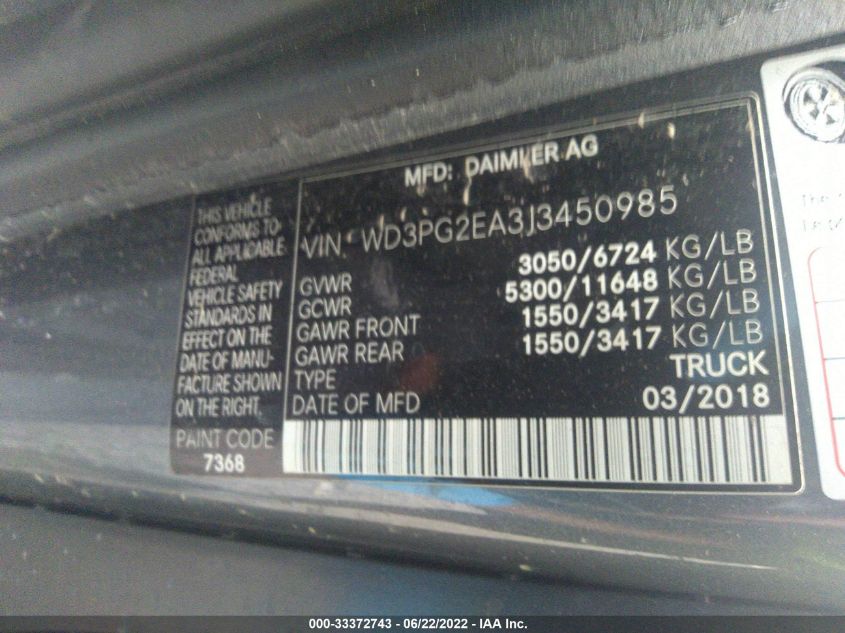 MFD: DAIMLER AG
VIN: WD3PG2EA3J3450985
GVWR 3050/6724 KG/LB
GCWR 5300/11648 KG/LB
GAWR FRONT 1550/3417 KG/LB
GAWR REAR 1550/3417 KG/LB
TYPE TRUCK
DATE OF MFD 03/2018
THIS VEHICLE
CONFORMS TO
ALL APPLICABLE
FEDERAL
VEHICLE SAFETY
STANDARDS IN
EFFECT ON THE
DATE OF MANU-
FACTURE SHOWN
ON THE RIGHT.
PAINT CODE
7368
The
000-33372743 - 06/22/2022 - IAA Inc.